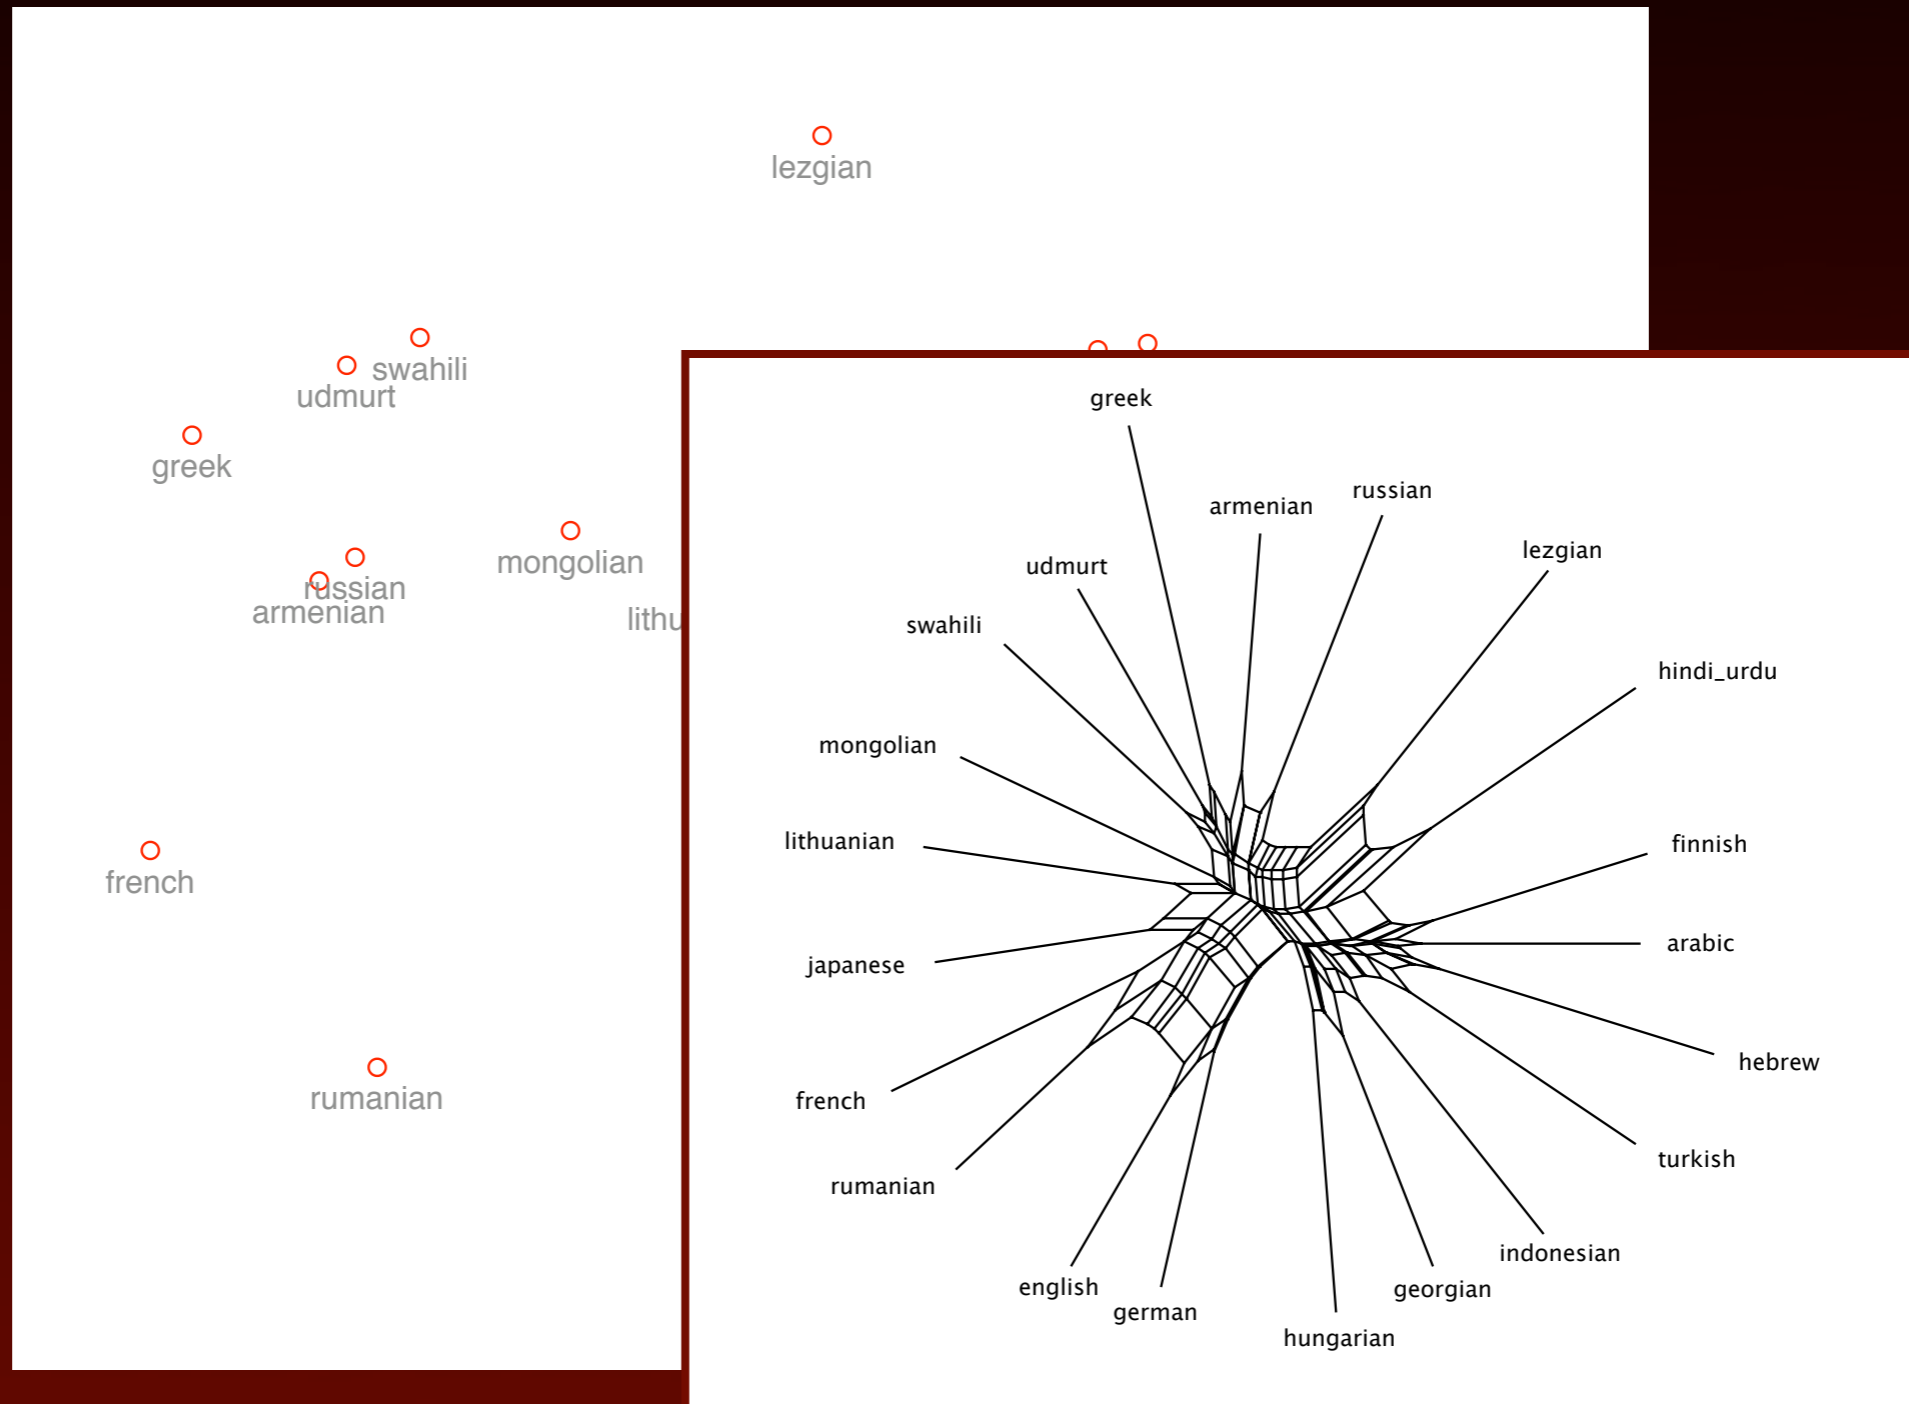 lezgian
swahili
udmurt
greek
mongolian
russian
armenian
lithu
french
rumanian
greek
russian
armenian
lezgian
udmurt
swahili
hindi_urdu
mongolian
lithuanian
finnish
arabic
japanese
hebrew
french
turkish
rumanian
indonesian
english
georgian
german
hungarian